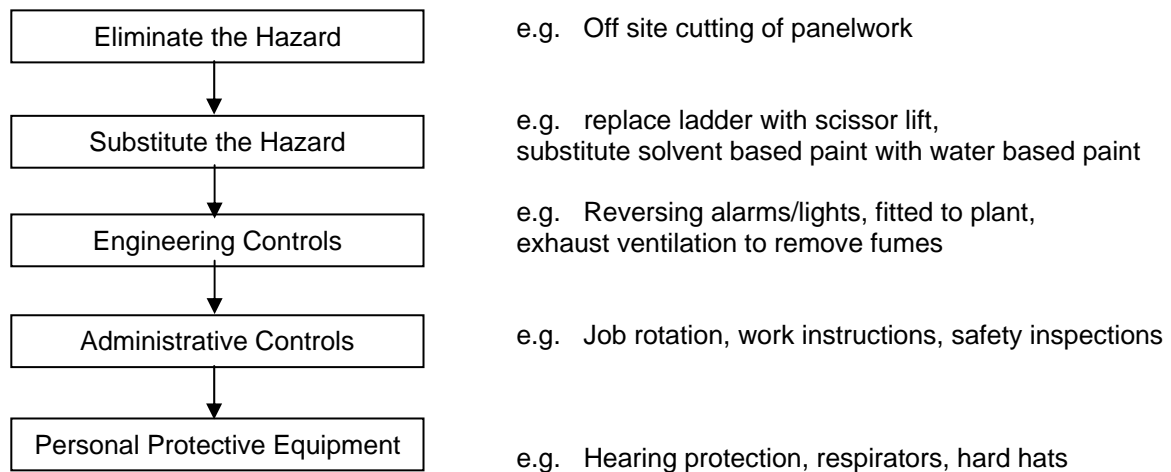 Eliminate the Hazard
e.g. Off site cutting of panelwork
Substitute the Hazard
e.g. replace ladder with scissor lift,
substitute solvent based paint with water based paint
Engineering Controls
e.g. Reversing alarms/lights, fitted to plant,
exhaust ventilation to remove fumes
Administrative Controls
e.g. Job rotation, work instructions, safety inspections
Personal Protective Equipment
e.g. Hearing protection, respirators, hard hats